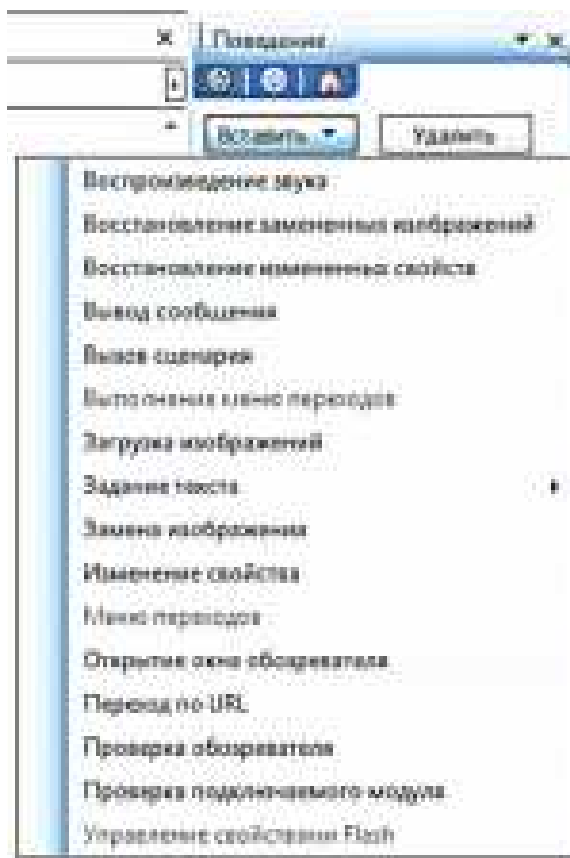 Поведение
Вставить
Удалить
Воспроизведение звука
Восстановление замененных изображений
Восстановление измененных свойств
Вывод сообщения
Вызов сценария
Выполнение меню переходов
Загрузка изображений
Задание текста
Замена изображения
Изменение свойства
Меню переходов
Открытие окна обозревателя
Переход по URL
Проверка обозревателя
Проверка подключаемого модуля
Управление свойствами Flash